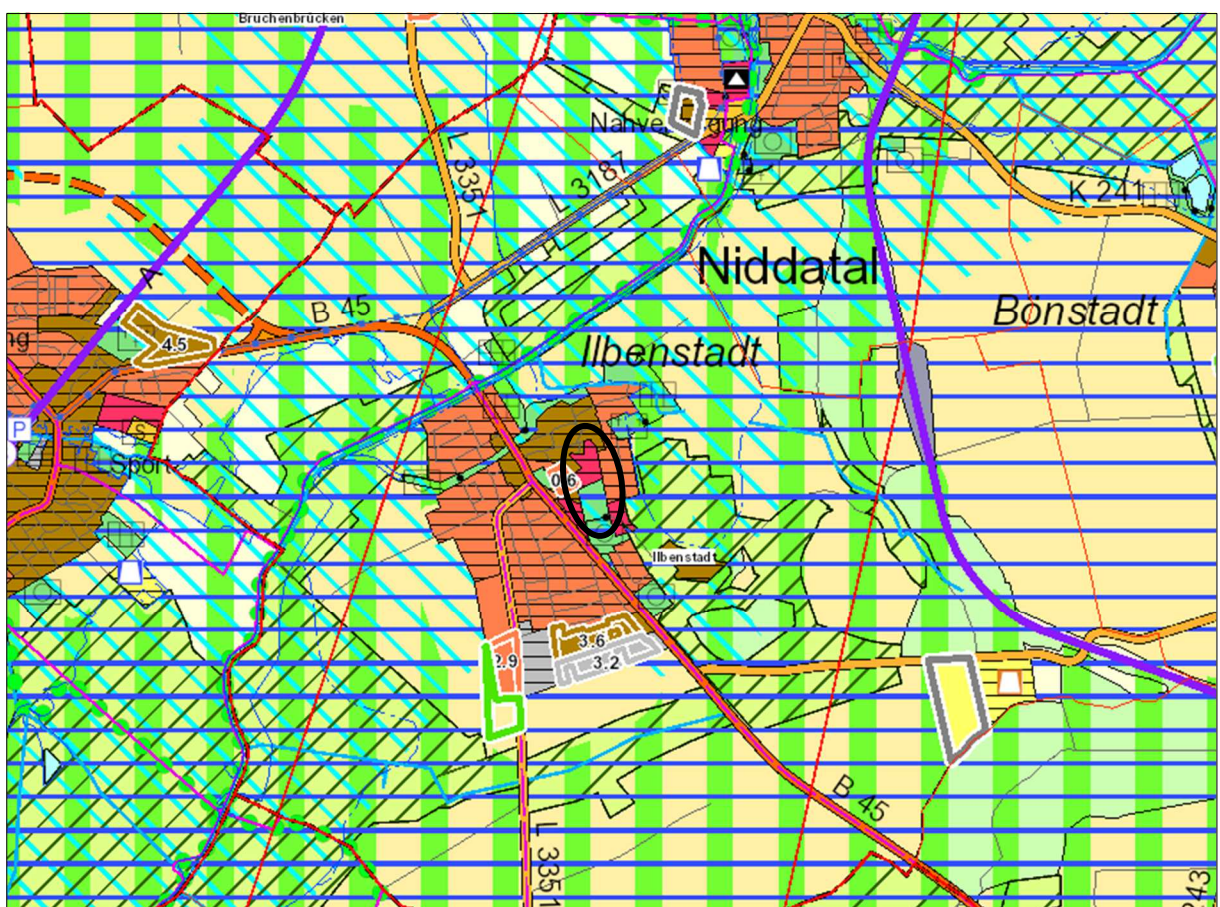 Bruchenbrücken
L 3351
L 3187
K 241
Niddatal
Bönstadt
B 45
Ilbenstadt
4.5
ng
P
S
Sport
0.6
Ilbenstadt
3.6
3.2
2.9
B 45
L 3351
243